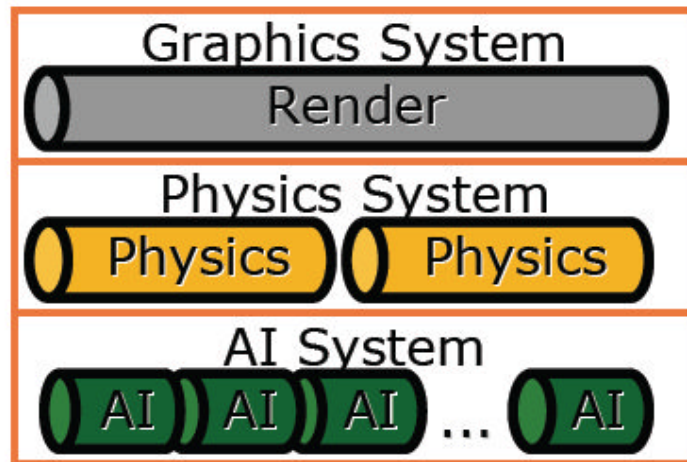 Graphics System
Render
Physics System
Physics Physics
AI System
AI AI AI ... AI